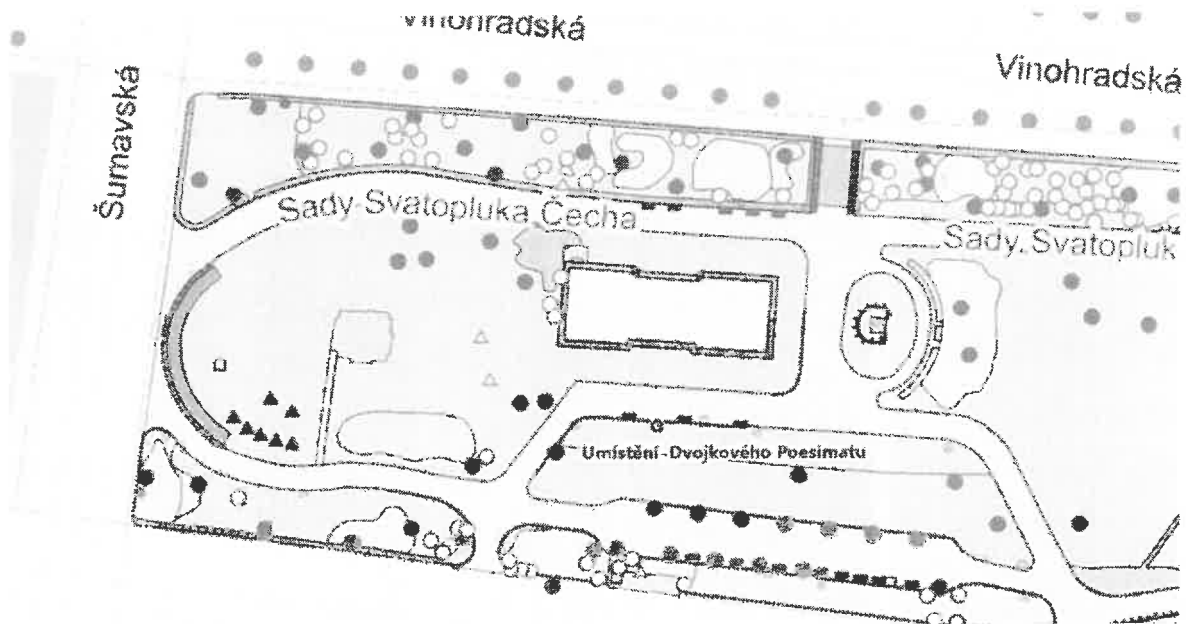 Vinohradská
Vinohradská
Šumavská
Sady Svatopluka Čecha
Sady Svatopluk
Umístění-Dvojkového Poesimatu